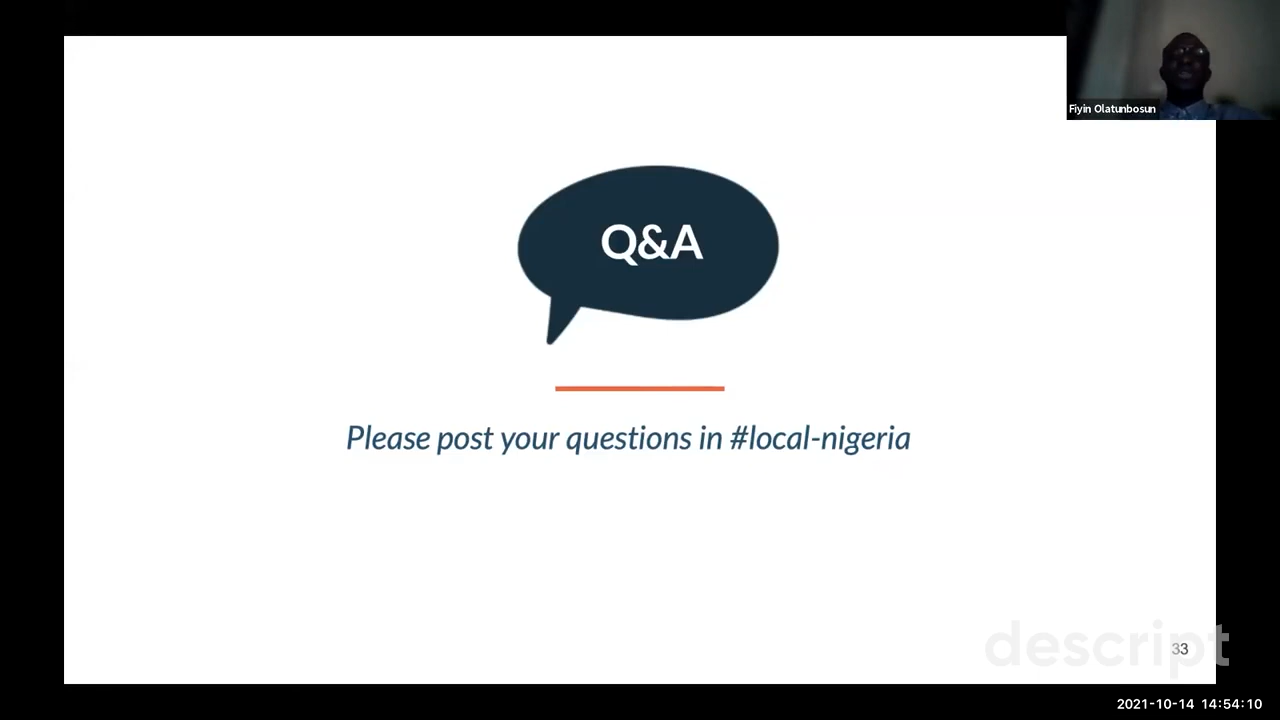 Fiyin Olatunbosun
Q&A
Please post your questions in #local-nigeria
descript
33
2021-10-14 14:54:10